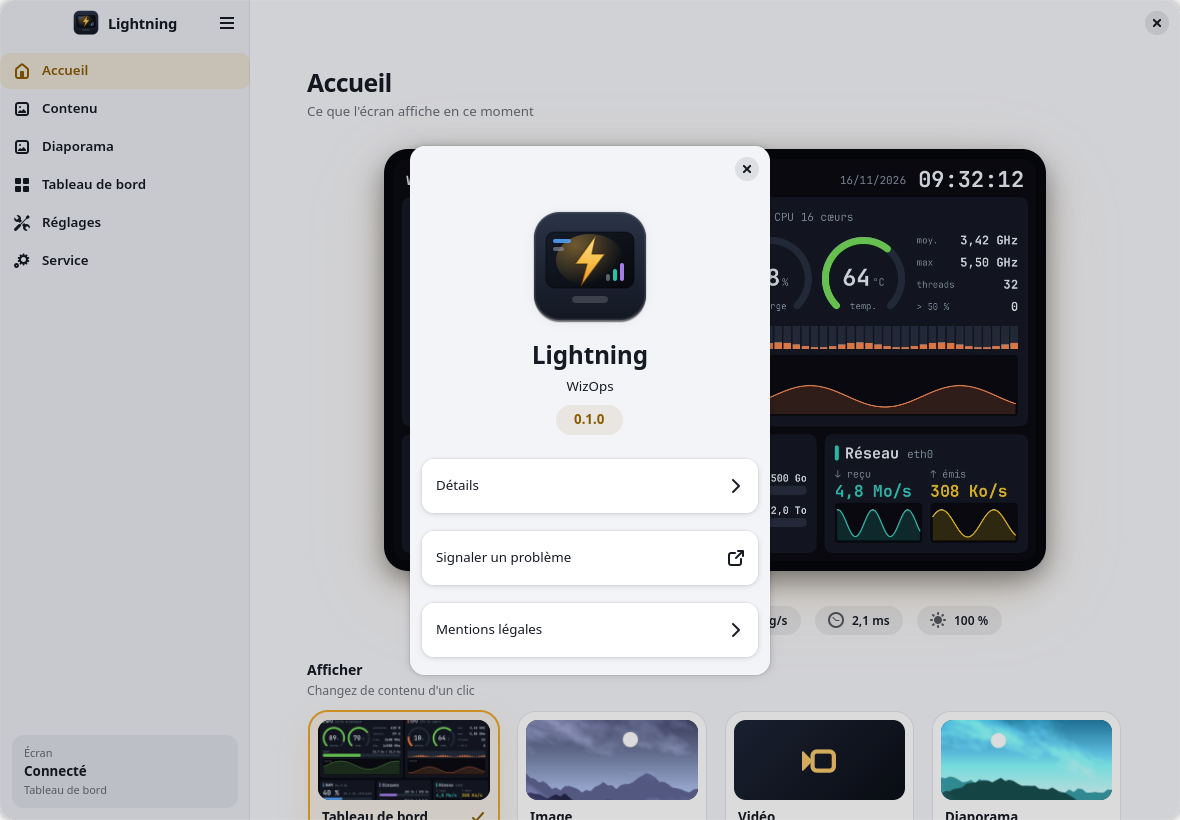 Lightning
Accueil
Contenu
Diaporama
Tableau de bord
Réglages
Service
Écran
Connecté
Tableau de bord
Accueil
Ce que l'écran affiche en ce moment
16/11/2026 09:32:12
CPU 16 cœurs
moy. 3,42 GHz
max 5,50 GHz
64 °C
%
temp.
threads 32
> 50 % 0
Réseau eth0
↓ reçu ↑ émis
4,8 Mo/s 308 Ko/s
500 Go
2,0 To
Lightning
WizOps
0.1.0
Détails
Signaler un problème
Mentions légales
2,1 ms
100 %
Afficher
Changez de contenu d'un clic
Tableau de bord
Image
Vidéo
Diaporama